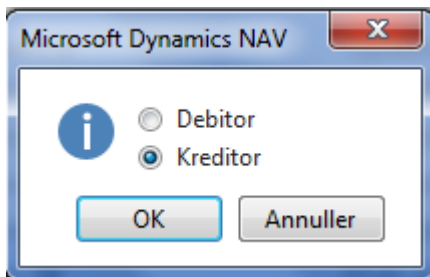 Microsoft Dynamics NAV
Debitor
Kreditor
OK
Annuller